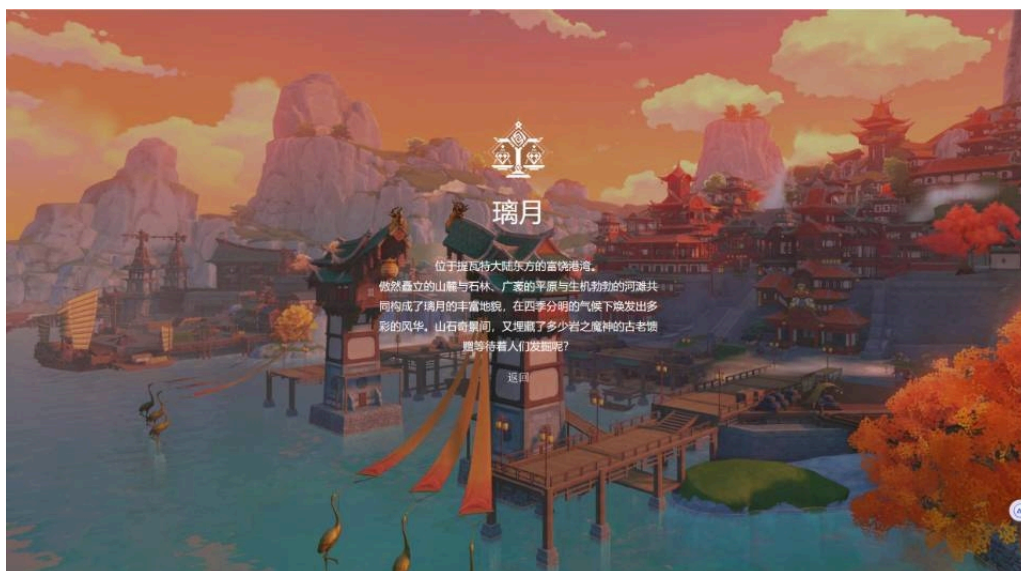 璃月
位于提瓦特大陆东方的富饶港湾。
傲然矗立的山麓与石林、广袤的平原与生机勃勃的河滩共
同构成了璃月的丰富地貌，在四季分明的气候下焕发出多
彩的风华。山石奇景间，又埋藏了多少岩之魔神的古老馈
赠等待着人们发掘呢？
返回